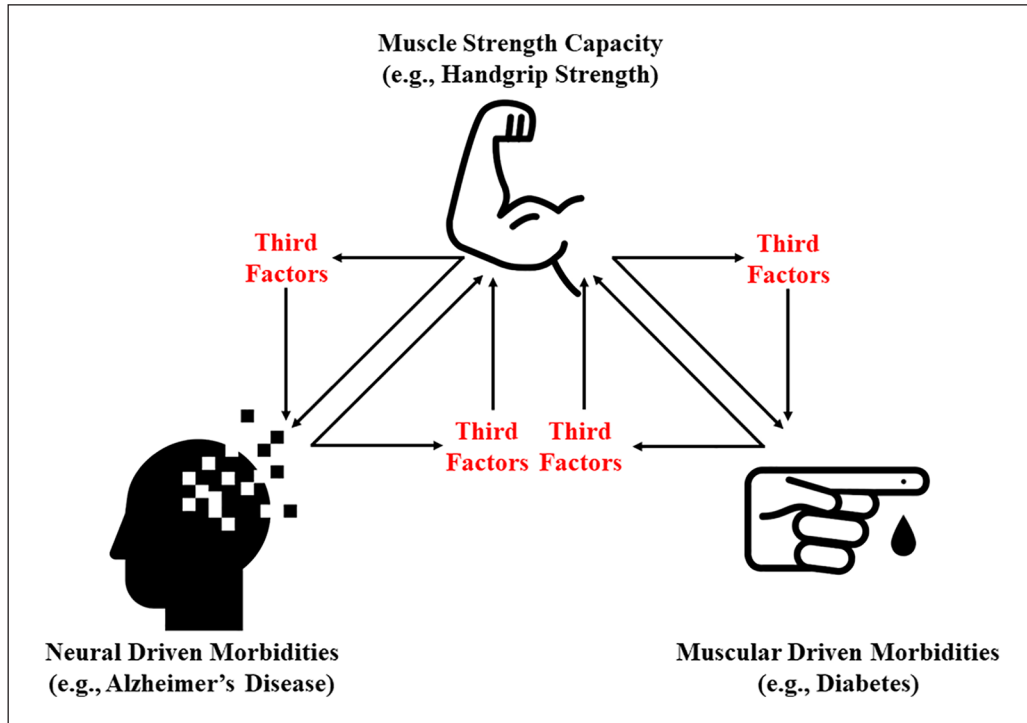 Muscle Strength Capacity
(e.g., Handgrip Strength)
Third
Factors
Third
Factors
Third
Factors
Third
Factors
Neural Driven Morbidities
(e.g., Alzheimer's Disease)
Muscular Driven Morbidities
(e.g., Diabetes)